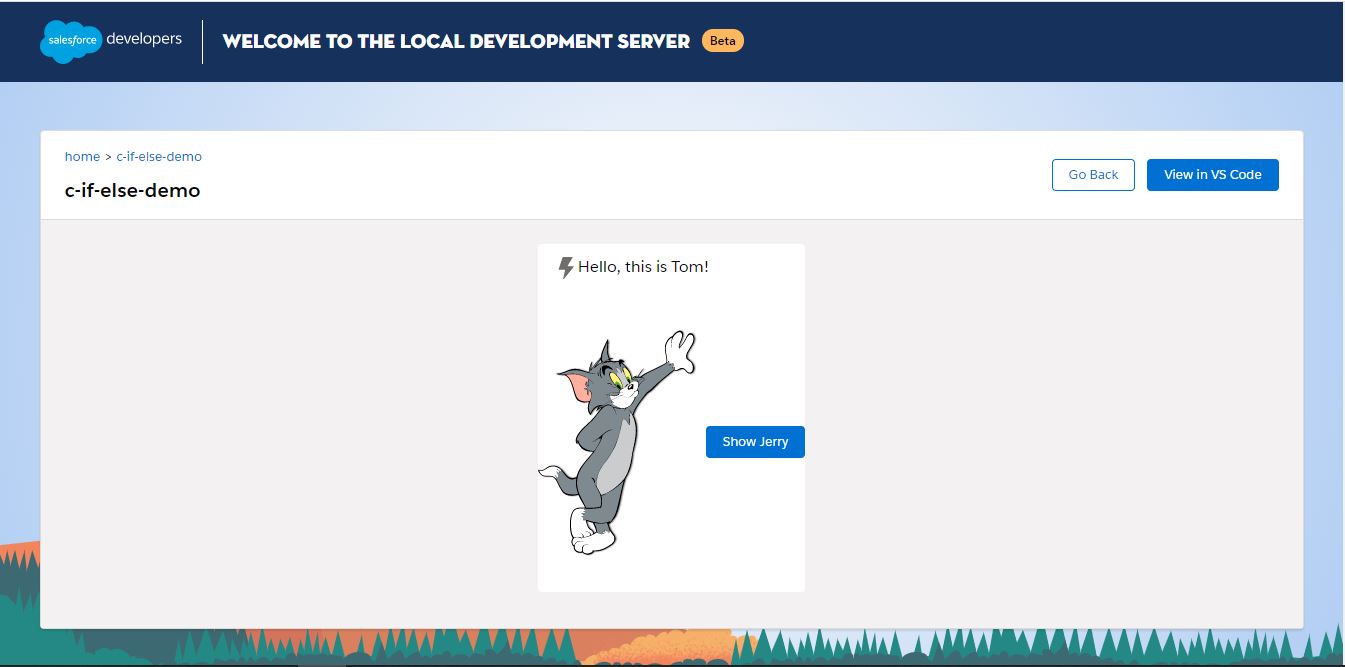 salesforce developers WELCOME TO THE LOCAL DEVELOPMENT SERVER Beta
home > c-if-else-demo
c-if-else-demo
Go Back View in VS Code
Hello, this is Tom!
Show Jerry